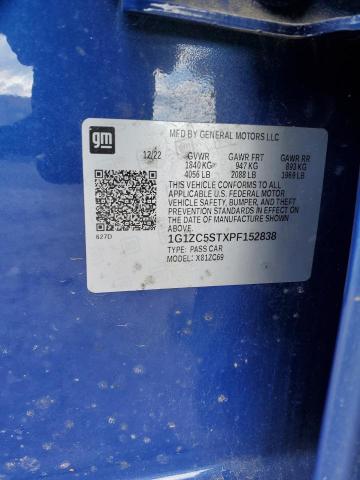 gm
MFD BY GENERAL MOTORS LLC
12/22 GVWR GAWR FRT GAWR RR
1840 KG 947 KG 893 KG
4056 LB 2088 LB 1969 LB
THIS VEHICLE CONFORMS TO ALL
APPLICABLE U.S. FEDERAL MOTOR
VEHICLE SAFETY, BUMPER, AND THEFT
PREVENTION STANDARDS IN EFFECT ON
THE DATE OF MANUFACTURE SHOWN
ABOVE.
627D 1G1ZC5STXPF152838
TYPE: PASS CAR
MODEL: X81ZC69